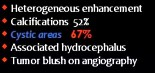 Heterogeneous enhancement
Calcifications 52%
Cystic areas 67%
Associated hydrocephalus
Tumor blush on angiography